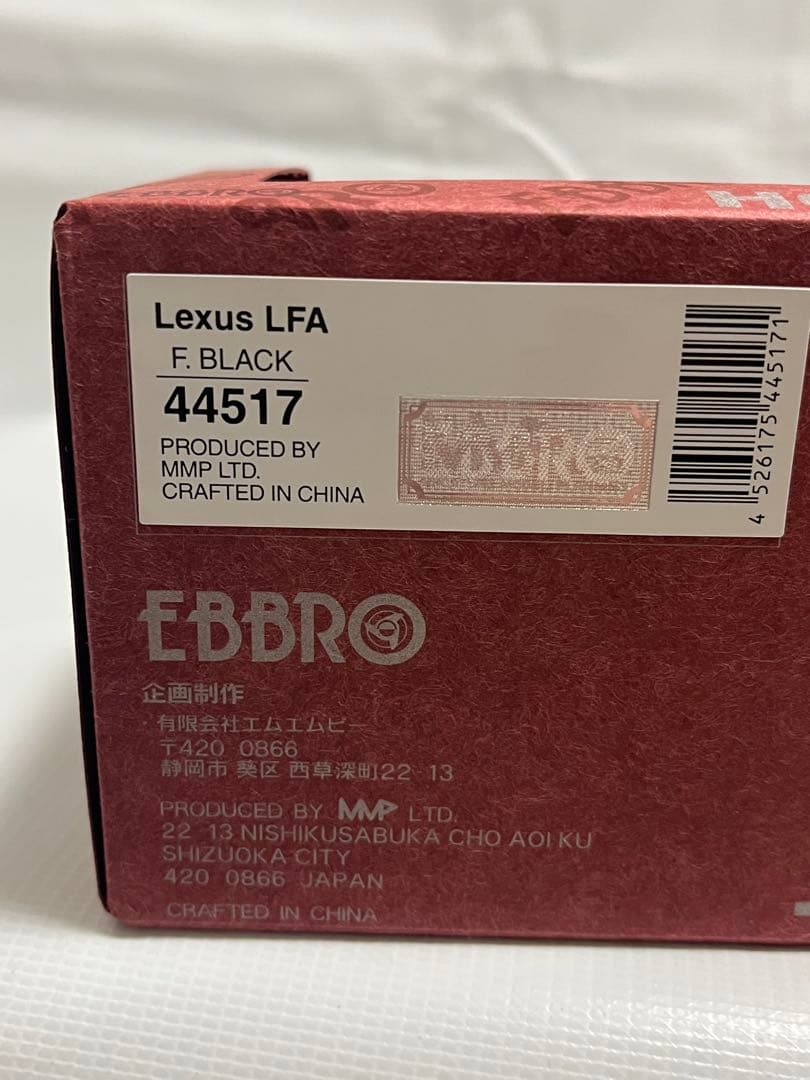 Lexus LFA
F. BLACK
44517
PRODUCED BY
MMP LTD.
CRAFTED IN CHINA
4 526175 445171
EBBRO
企画制作
有限会社エムエムピー
〒420 0866
静岡市 葵区 西草深町22 13
PRODUCED BY MMP LTD.
22 13 NISHIKUSABUKA CHO AOI KU
SHIZUOKA CITY
420 0866 JAPAN
CRAFTED IN CHINA